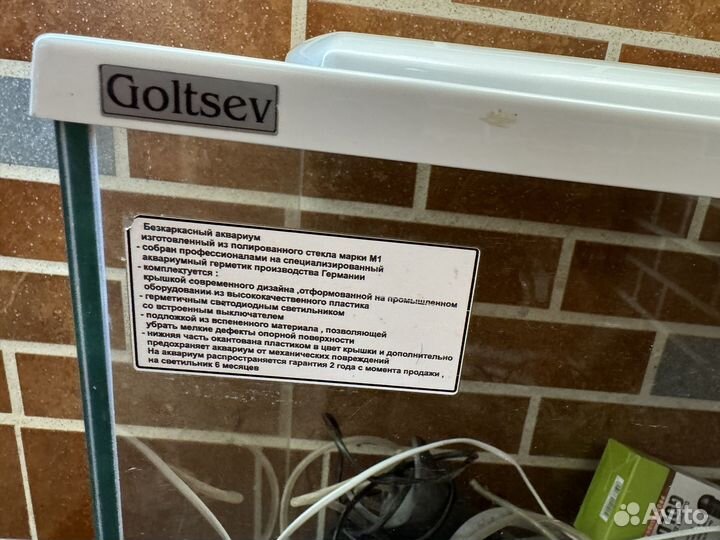 Goltsev
Безкаркасный аквариум
изготовленный из полированного стекла марки М1
- собран профессионалами на специализированный
аквариумный герметик производства Германии
- комплектуется :
крышкой современного дизайна ,отформованной на промышленном
оборудовании из высококачественного пластика
- герметичным светодиодным светильником
со встроенным выключателем
- подложкой из вспененного материала , позволяющей
убрать мелкие дефекты опорной поверхности
- нижняя часть окантована пластиком в цвет крышки и дополнительно
предохраняет аквариум от механических повреждений
На аквариум распространяется гарантия 2 года с момента продажи ,
на светильник 6 месяцев
Avito